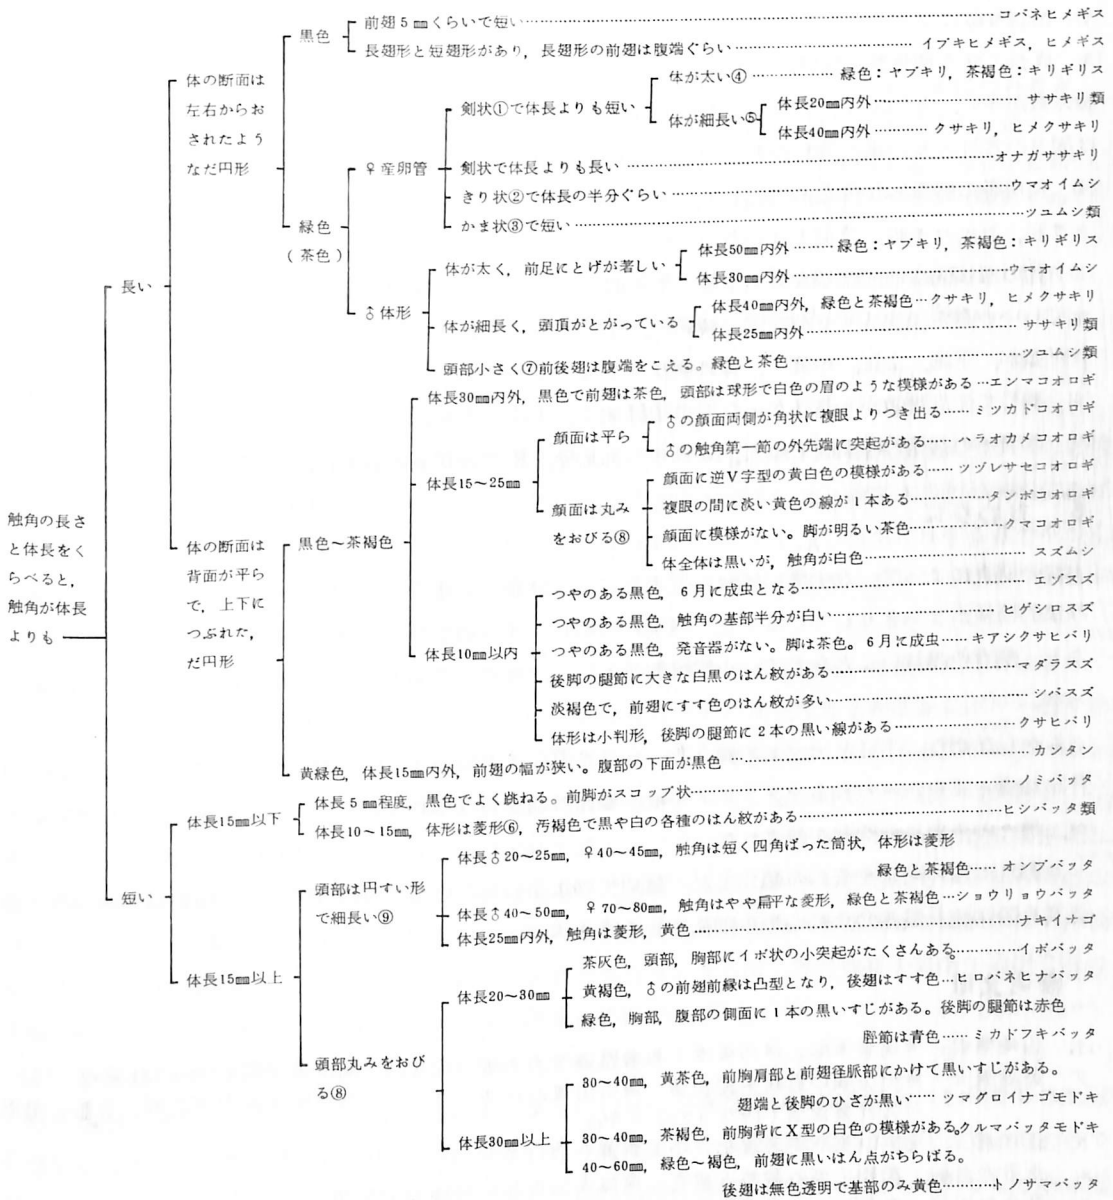 触角の長さ
と体長をく
らべると,
触角が体長
よりも
長い
体の断面は
左右からお
されたよう
なだ円形
黒色
前翅5㎜くらいで短い……コバネヒメギス
長翅形と短翅形があり, 長翅形の前翅は腹端ぐらい……イブキヒメギス, ヒメギス
緑色
(茶色)
♀産卵管
剣状①で体長よりも短い
体が太い④……緑色:ヤブキリ, 茶褐色:キリギリス
体が細長い⑤
体長20㎜内外……ササキリ類
体長40㎜内外……クサキリ, ヒメクサキリ
剣状で体長よりも長い……オナガササキリ
きり状②で体長の半分ぐらい……ウマオイムシ
かま状③で短い……ツユムシ類
♂体形
体が太く, 前足にとげが著しい
体長50㎜内外……緑色:ヤブキリ, 茶褐色:キリギリス
体長30㎜内外……ウマオイムシ
体が細長く, 頭頂がとがっている
体長40㎜内外, 緑色と茶褐色…クサキリ, ヒメクサキリ
体長25㎜内外……ササキリ類
頭部小さく⑦前後翅は腹端をこえる。緑色と茶色……ツユムシ類
体の断面は
背面が平ら
で, 上下に
つぶれた,
だ円形
黒色~茶褐色
体長30㎜内外, 黒色で前翅は茶色, 頭部は球形で白色の眉のような模様がある…エンマコオロギ
体長15~25㎜
顔面は平ら
♂の顔面両側が角状に複眼よりつき出る……ミツカドコオロギ
♂の触角第一節の外先端に突起がある……ハラオカメコオロギ
顔面は丸み
をおびる⑧
顔面に逆V字型の黄白色の模様がある……ツヅレサセコオロギ
複眼の間に淡い黄色の線が1本ある……タンボコオロギ
顔面に模様がない。脚が明るい茶色……クマコオロギ
体全体は黒いが, 触角が白色……スズムシ
体長10㎜以内
つやのある黒色, 6月に成虫となる……エゾスズ
つやのある黒色, 触角の基部半分が白い……ヒゲシロスズ
つやのある黒色, 発音器がない。脚は茶色。6月に成虫……キアシクサヒバリ
後脚の腿節に大きな白黒のはん紋がある……マダラスズ
淡褐色で, 前翅にすす色のはん紋が多い……シバスズ
体形は小判形, 後脚の腿節に2本の黒い線がある……クサヒバリ
黄緑色, 体長15㎜内外, 前翅の幅が狭い。腹部の下面が黒色……カンタン
短い
体長15㎜以下
体長5㎜程度, 黒色でよく跳ねる。前脚がスコップ状……ノミバッタ
体長10~15㎜, 体形は菱形⑥, 汚褐色で黒や白の各種のはん紋がある……ヒシバッタ類
体長15㎜以上
頭部は円すい形
で細長い⑨
体長♂20~25㎜, ♀40~45㎜, 触角は短く四角ばった筒状, 体形は菱形
緑色と茶褐色……オンブバッタ
体長♂40~50㎜, ♀70~80㎜, 触角はやや扁平な菱形, 緑色と茶褐色…ショウリョウバッタ
体長25㎜内外, 触角は菱形, 黄色……ナキイナゴ
頭部丸みをおび
る⑧
体長20~30㎜
茶灰色, 頭部, 胸部にイボ状の小突起がたくさんある。……イボバッタ
黄褐色, ♂の前翅前縁は凸型となり, 後翅はすす色…ヒロバネヒナバッタ
緑色, 胸部, 腹部の側面に1本の黒いすじがある。後脚の腿節は赤色
脛節は青色……ミカドフキバッタ
体長30㎜以上
30~40㎜, 黄茶色, 前胸肩部と前翅径脈部にかけて黒いすじがある。
翅端と後脚のひざが黒い……ツマグロイナゴモドキ
30~40㎜, 茶褐色, 前胸背にX型の白色の模様がある。クルマバッタモドキ
40~60㎜, 緑色~褐色, 前翅に黒いはん点がちらばる。
後翅は無色透明で基部のみ黄色……トノサマバッタ